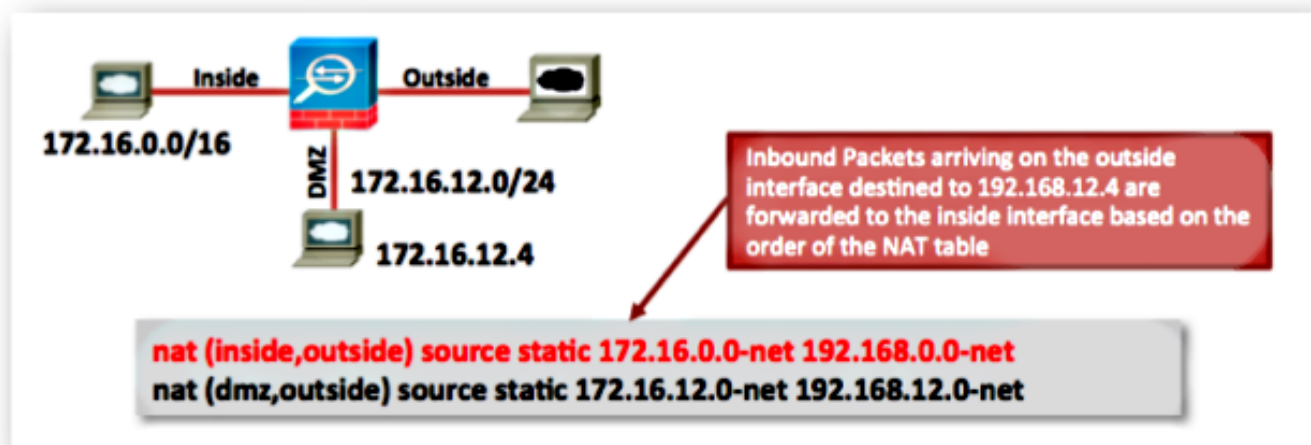 Inside
Outside
172.16.0.0/16
DMZ
172.16.12.0/24
172.16.12.4
Inbound Packets arriving on the outside
interface destined to 192.168.12.4 are
forwarded to the inside interface based on the
order of the NAT table
nat (inside,outside) source static 172.16.0.0-net 192.168.0.0-net
nat (dmz,outside) source static 172.16.12.0-net 192.168.12.0-net